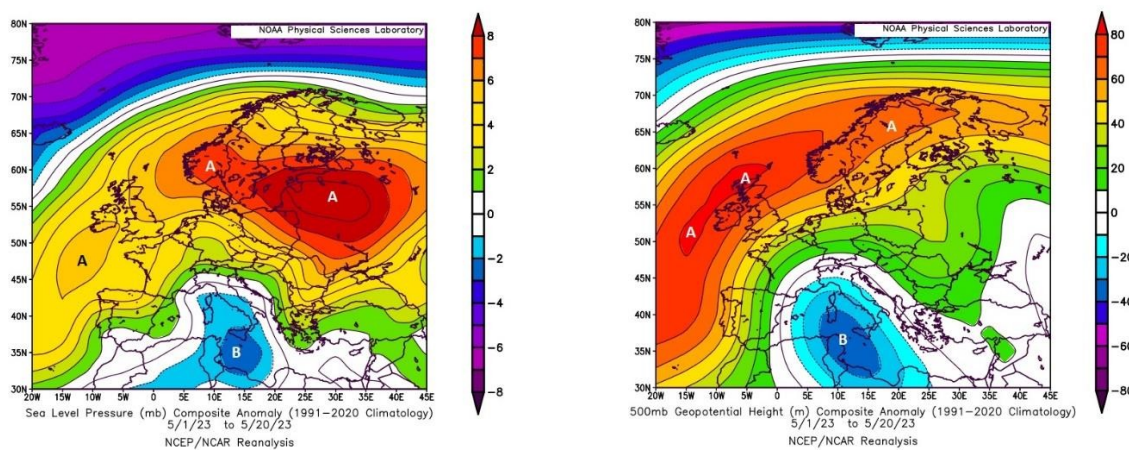 NOAA Physical Sciences Laboratory
80N
75N
70N
65N
60N
55N
50N
45N
40N
35N
30N
A
A
A
B
20W 15W 10W 5W 0 5E 10E 15E 20E 25E 30E 35E 40E 45E
8
6
4
2
0
-2
-4
-6
-8
Sea Level Pressure (mb) Composite Anomaly (1991-2020 Climatology)
5/1/23 to 5/20/23
NCEP/NCAR Reanalysis
NOAA Physical Sciences Laboratory
80N
75N
70N
65N
60N
55N
50N
45N
40N
35N
30N
A
A
A
B
20W 15W 10W 5W 0 5E 10E 15E 20E 25E 30E 35E 40E 45E
80
60
40
20
0
-20
-40
-60
-80
500mb Geopotential Height (m) Composite Anomaly (1991-2020 Climatology)
5/1/23 to 5/20/23
NCEP/NCAR Reanalysis